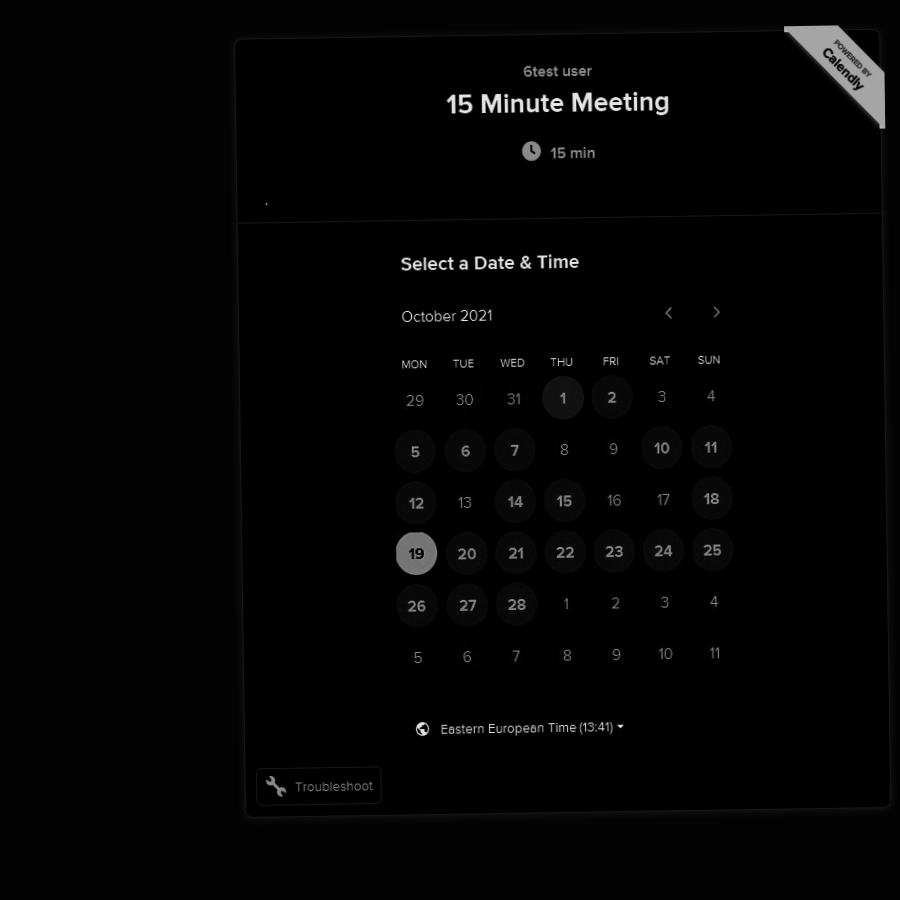 POWERED BY
Calendly
6test user
15 Minute Meeting
15 min
Select a Date & Time
October 2021
MON TUE WED THU FRI SAT SUN
29 30 31 1 2 3 4
5 6 7 8 9 10 11
12 13 14 15 16 17 18
19 20 21 22 23 24 25
26 27 28 1 2 3 4
5 6 7 8 9 10 11
Eastern European Time (13:41)
Troubleshoot